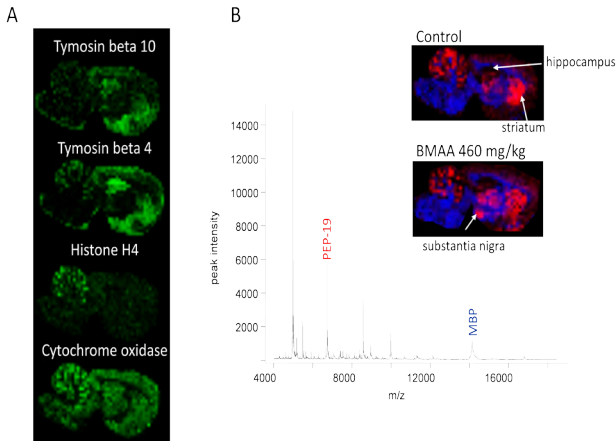 A
Tymosin beta 10
Tymosin beta 4
Histone H4
Cytochrome oxidase
B
Control
hippocampus
striatum
BMAA 460 mg/kg
substantia nigra
peak intensity
14000
12000
10000
8000
6000
4000
2000
PEP-19
MBP
4000 8000 12000 16000
m/z